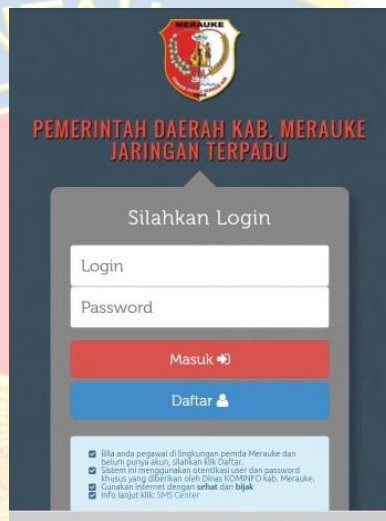 MERAUKE
PEMERINTAH DAERAH KAB. MERAUKE
JARINGAN TERPADU
Silahkan Login
Login
Password
Masuk
Daftar
Bila anda pegawai di lingkungan pemda Merauke dan
belum punya akun, silahkan klik Daftar.
Sistem ini menggunakan otentikasi user dan password
khusus yang diberikan oleh Dinas KOMINFO kab. Merauke.
Gunakan Internet dengan sehat dan bijak
Info lanjut klik: SMS Center